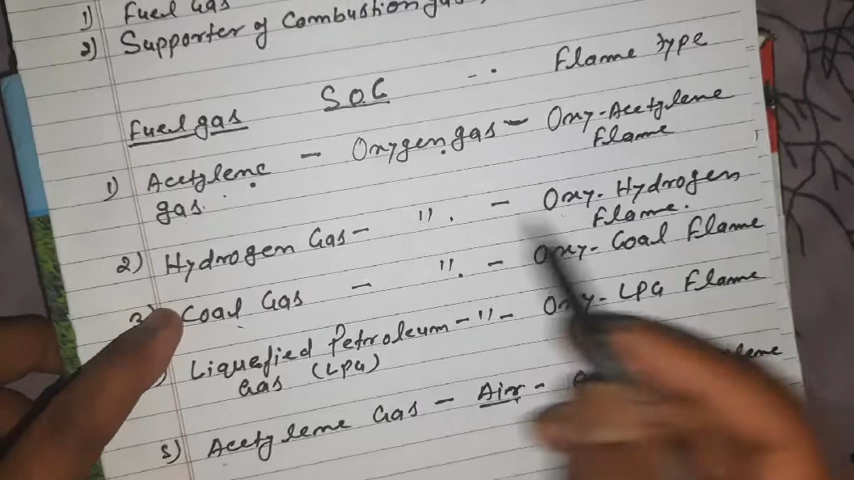 1) Fuel Gas
2) Supporter of Combustion
Fuel gas S.O.C Flame type
1) Acetylene gas. - Oxygen gas - Oxy-Acetylene Flame
2) Hydrogen Gas - " . - Oxy-Hydrogen Flame.
3) Coal Gas - " . - Oxy-Coal Flame
Liquefied Petroleum Gas (LPG) - " - Oxy-LPG Flame
5) Acetylene Gas - Air -